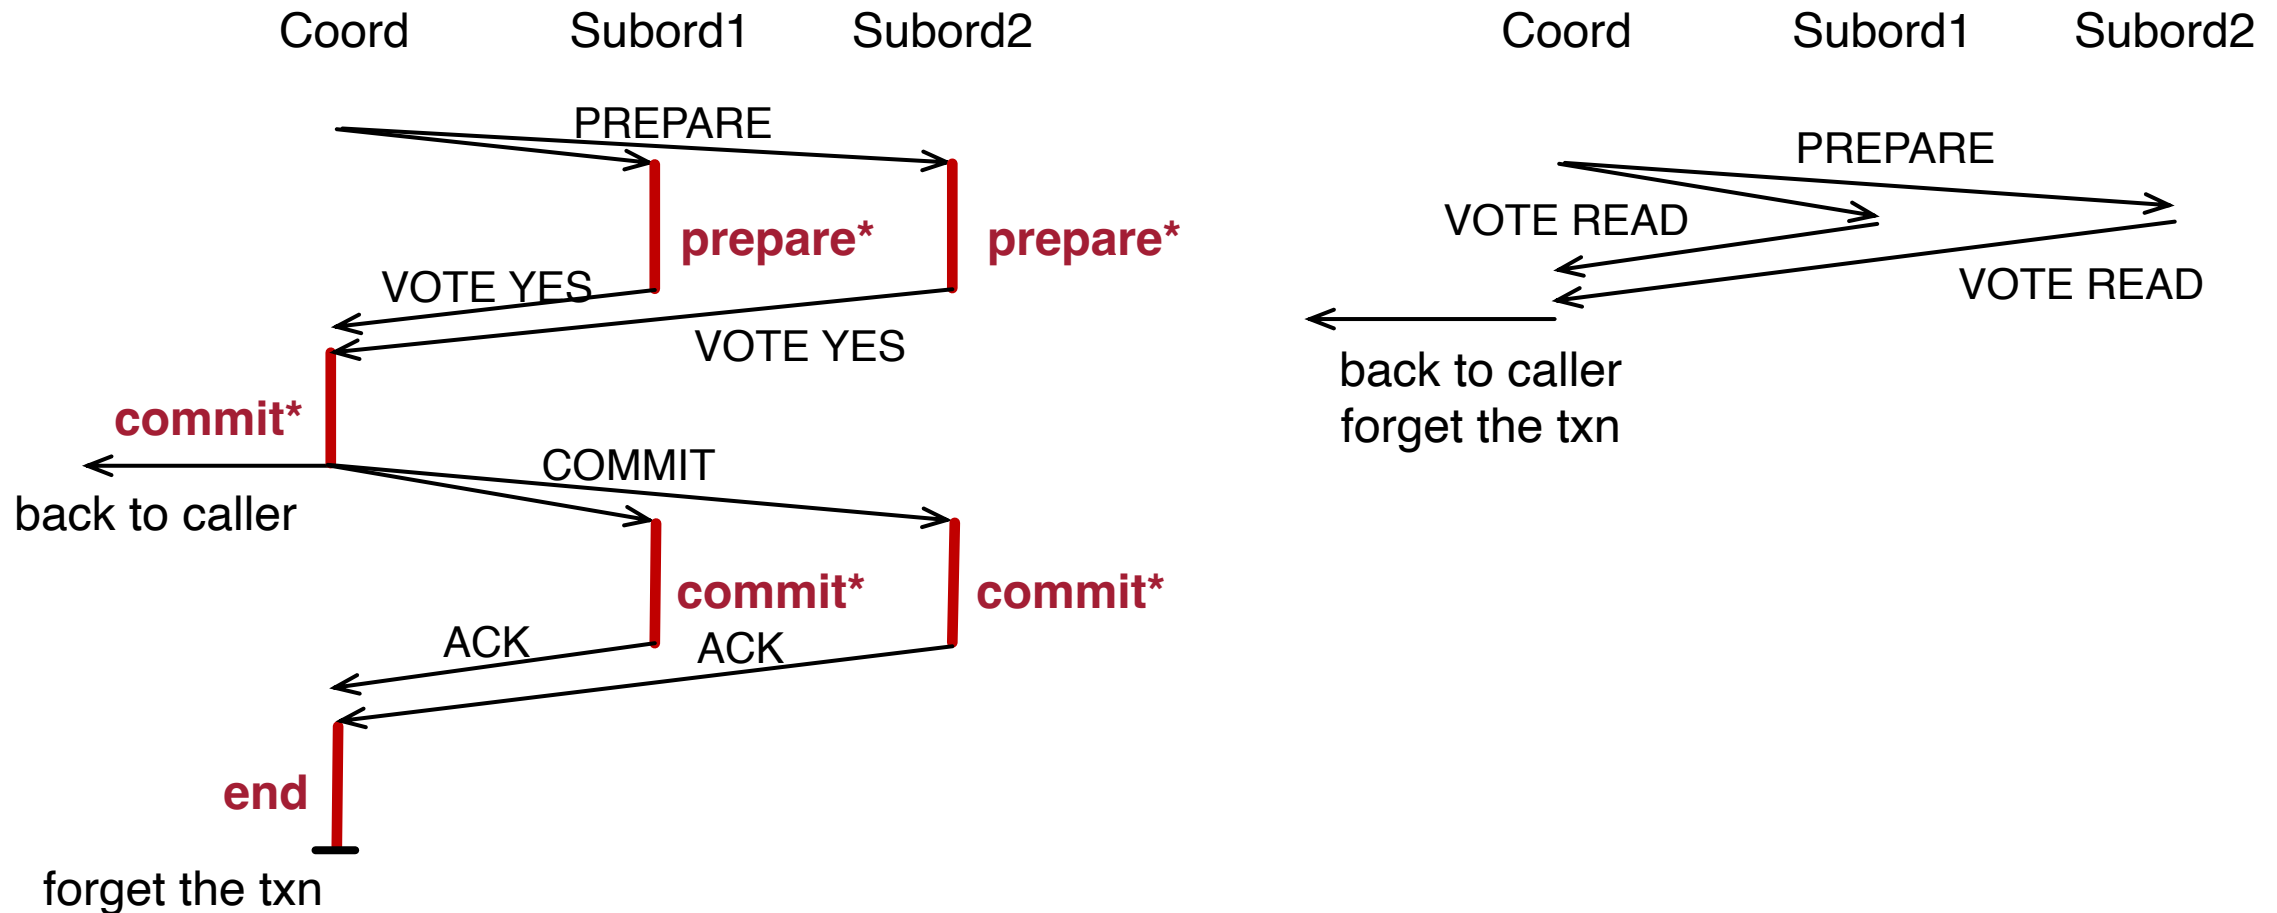 Coord Subord1 Subord2
PREPARE
prepare* prepare*
VOTE YES
VOTE YES
commit*
COMMIT
back to caller
commit* commit*
ACK ACK
end
forget the txn
Coord Subord1 Subord2
PREPARE
VOTE READ
VOTE READ
back to caller
forget the txn